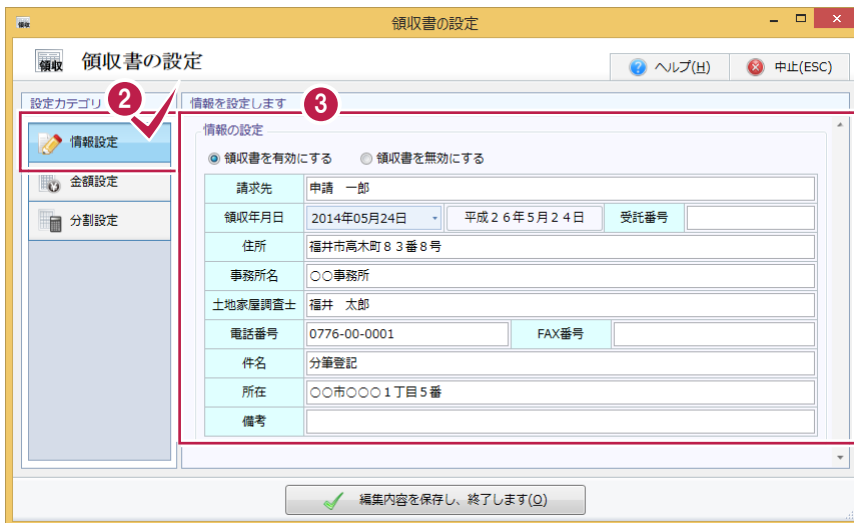 領収 領収書の設定
領収 領収書の設定 ヘルプ(H) 中止(ESC)
設定カテゴリ 2 情報を設定します 3
情報設定
金額設定
分割設定
情報の設定
領収書を有効にする 領収書を無効にする
請求先 申請 一郎
領収年月日 2014年05月24日 平成26年5月24日 受託番号
住所 福井市高木町83番8号
事務所名 ○○事務所
土地家屋調査士 福井 太郎
電話番号 0776-00-0001 FAX番号
件名 分筆登記
所在 ○○市○○○1丁目5番
備考
編集内容を保存し、終了します(O)